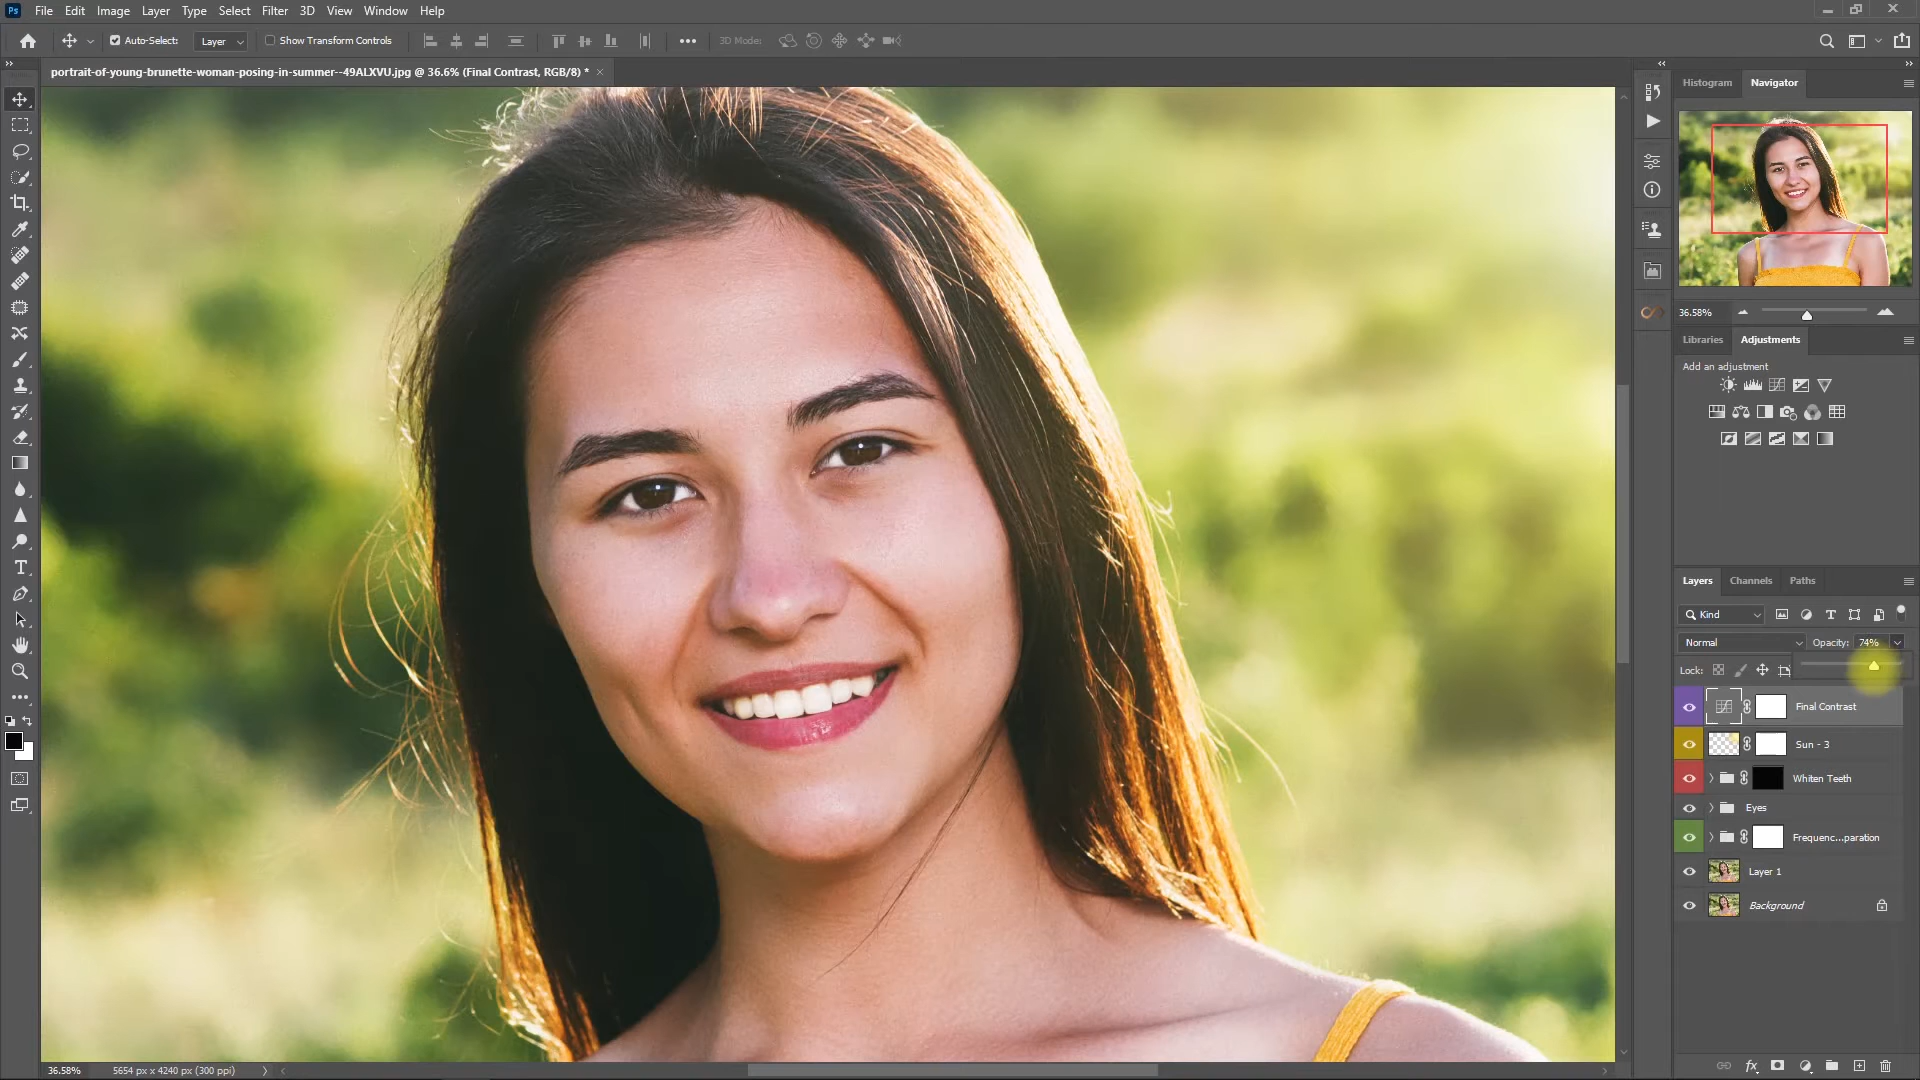 Ps File Edit Image Layer Type Select Filter 3D View Window Help
Auto-Select: Layer Show Transform Controls 3D Mode:
portrait-of-young-brunette-woman-posing-in-summer--49ALXVU.jpg @ 36.6% (Final Contrast, RGB/8) *
Histogram Navigator
36.58%
Libraries Adjustments
Add an adjustment
Layers Channels Paths
Kind
Normal Opacity: 74%
Lock:
Final Contrast
Sun - 3
Whiten Teeth
Eyes
Frequenc...paration
Layer 1
Background
36.58% 5654 px x 4240 px (300 ppi)